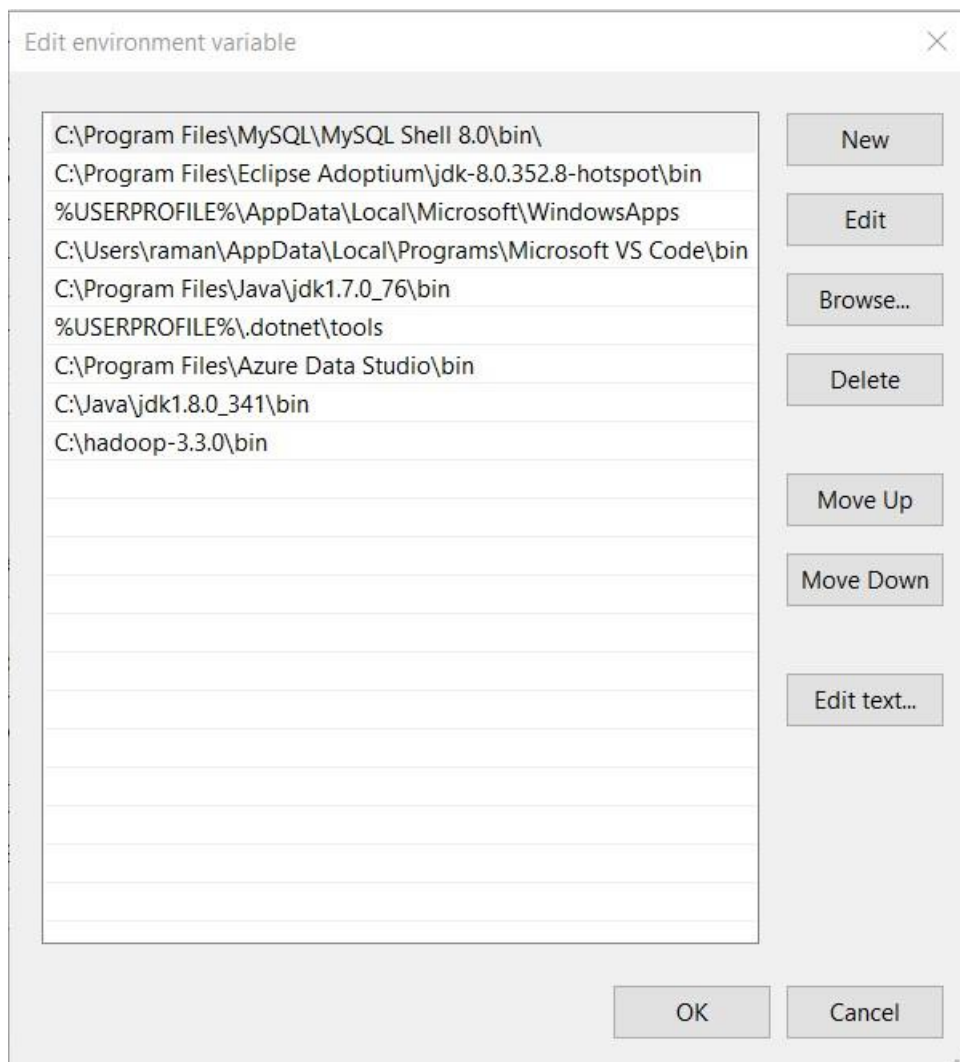 Edit environment variable
C:\Program Files\MySQL\MySQL Shell 8.0\bin\
C:\Program Files\Eclipse Adoptium\jdk-8.0.352.8-hotspot\bin
%USERPROFILE%\AppData\Local\Microsoft\WindowsApps
C:\Users\raman\AppData\Local\Programs\Microsoft VS Code\bin
C:\Program Files\Java\jdk1.7.0_76\bin
%USERPROFILE%\.dotnet\tools
C:\Program Files\Azure Data Studio\bin
C:\Java\jdk1.8.0_341\bin
C:\hadoop-3.3.0\bin
New
Edit
Browse...
Delete
Move Up
Move Down
Edit text...
OK
Cancel